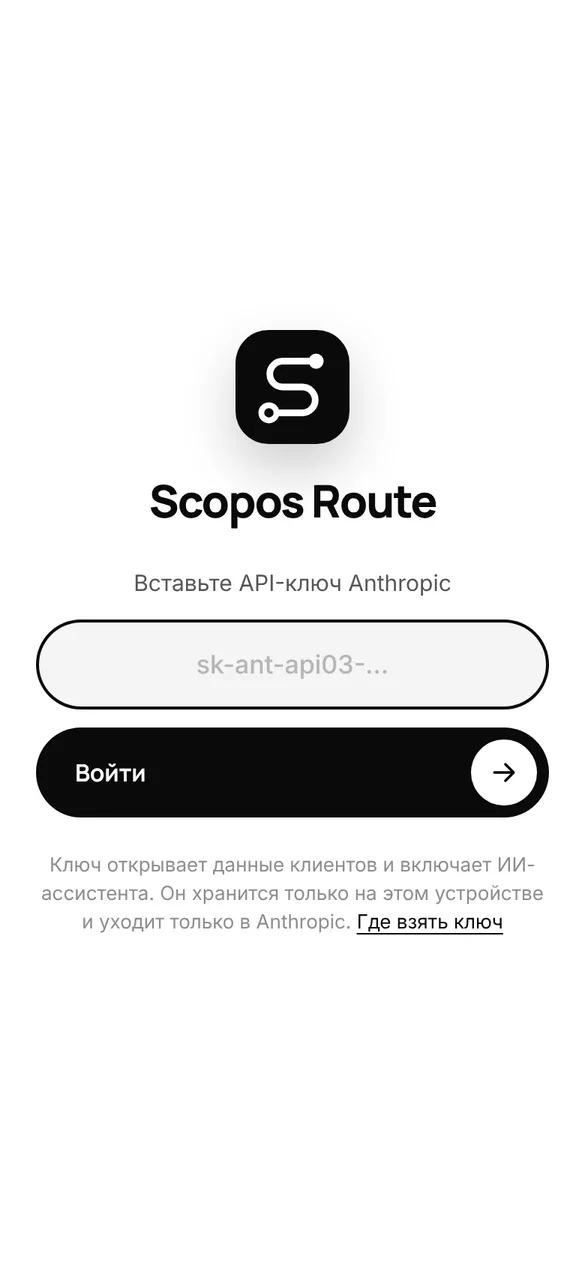 Scopos Route
Вставьте API-ключ Anthropic
sk-ant-api03-...
Войти
Ключ открывает данные клиентов и включает ИИ-
ассистента. Он хранится только на этом устройстве
и уходит только в Anthropic. Где взять ключ